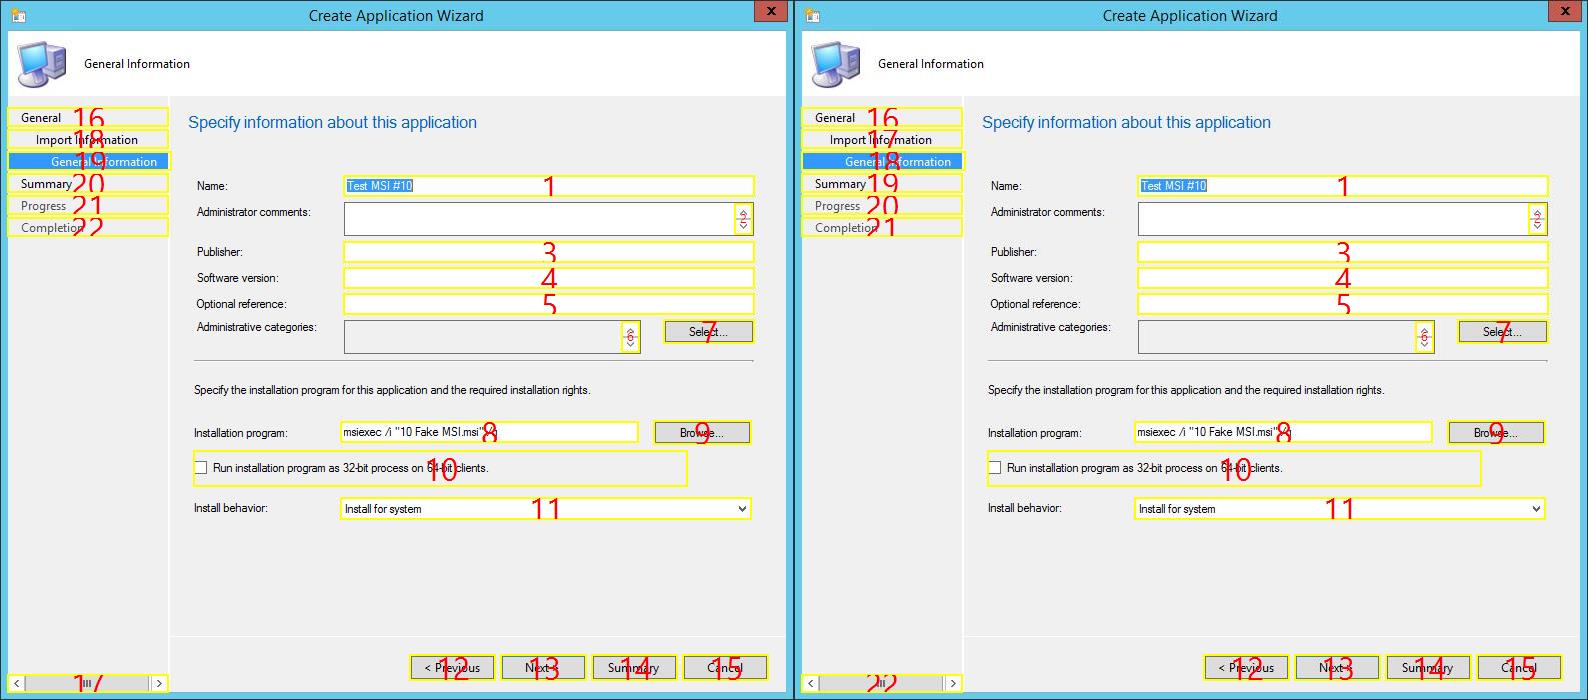 Create Application Wizard
x
General Information
General
16
Import Information
18
General Information
19
Summary
20
Progress
21
Completion
22
17
Specify information about this application
Name:
Test MSI #10
1
Administrator comments:
2
Publisher:
3
Software version:
4
Optional reference:
5
Administrative categories:
6
Select...
7
Specify the installation program for this application and the required installation rights.
Installation program:
msiexec /i "10 Fake MSI.msi" /q
8
Browse...
9
Run installation program as 32-bit process on 64-bit clients.
10
Install behavior:
Install for system
11
< Previous
12
Next >
13
Summary
14
Cancel
15
Create Application Wizard
x
General Information
General
16
Import Information
17
General Information
18
Summary
19
Progress
20
Completion
21
22
Specify information about this application
Name:
Test MSI #10
1
Administrator comments:
2
Publisher:
3
Software version:
4
Optional reference:
5
Administrative categories:
6
Select...
7
Specify the installation program for this application and the required installation rights.
Installation program:
msiexec /i "10 Fake MSI.msi" /q
8
Browse...
9
Run installation program as 32-bit process on 64-bit clients.
10
Install behavior:
Install for system
11
< Previous
12
Next >
13
Summary
14
Cancel
15